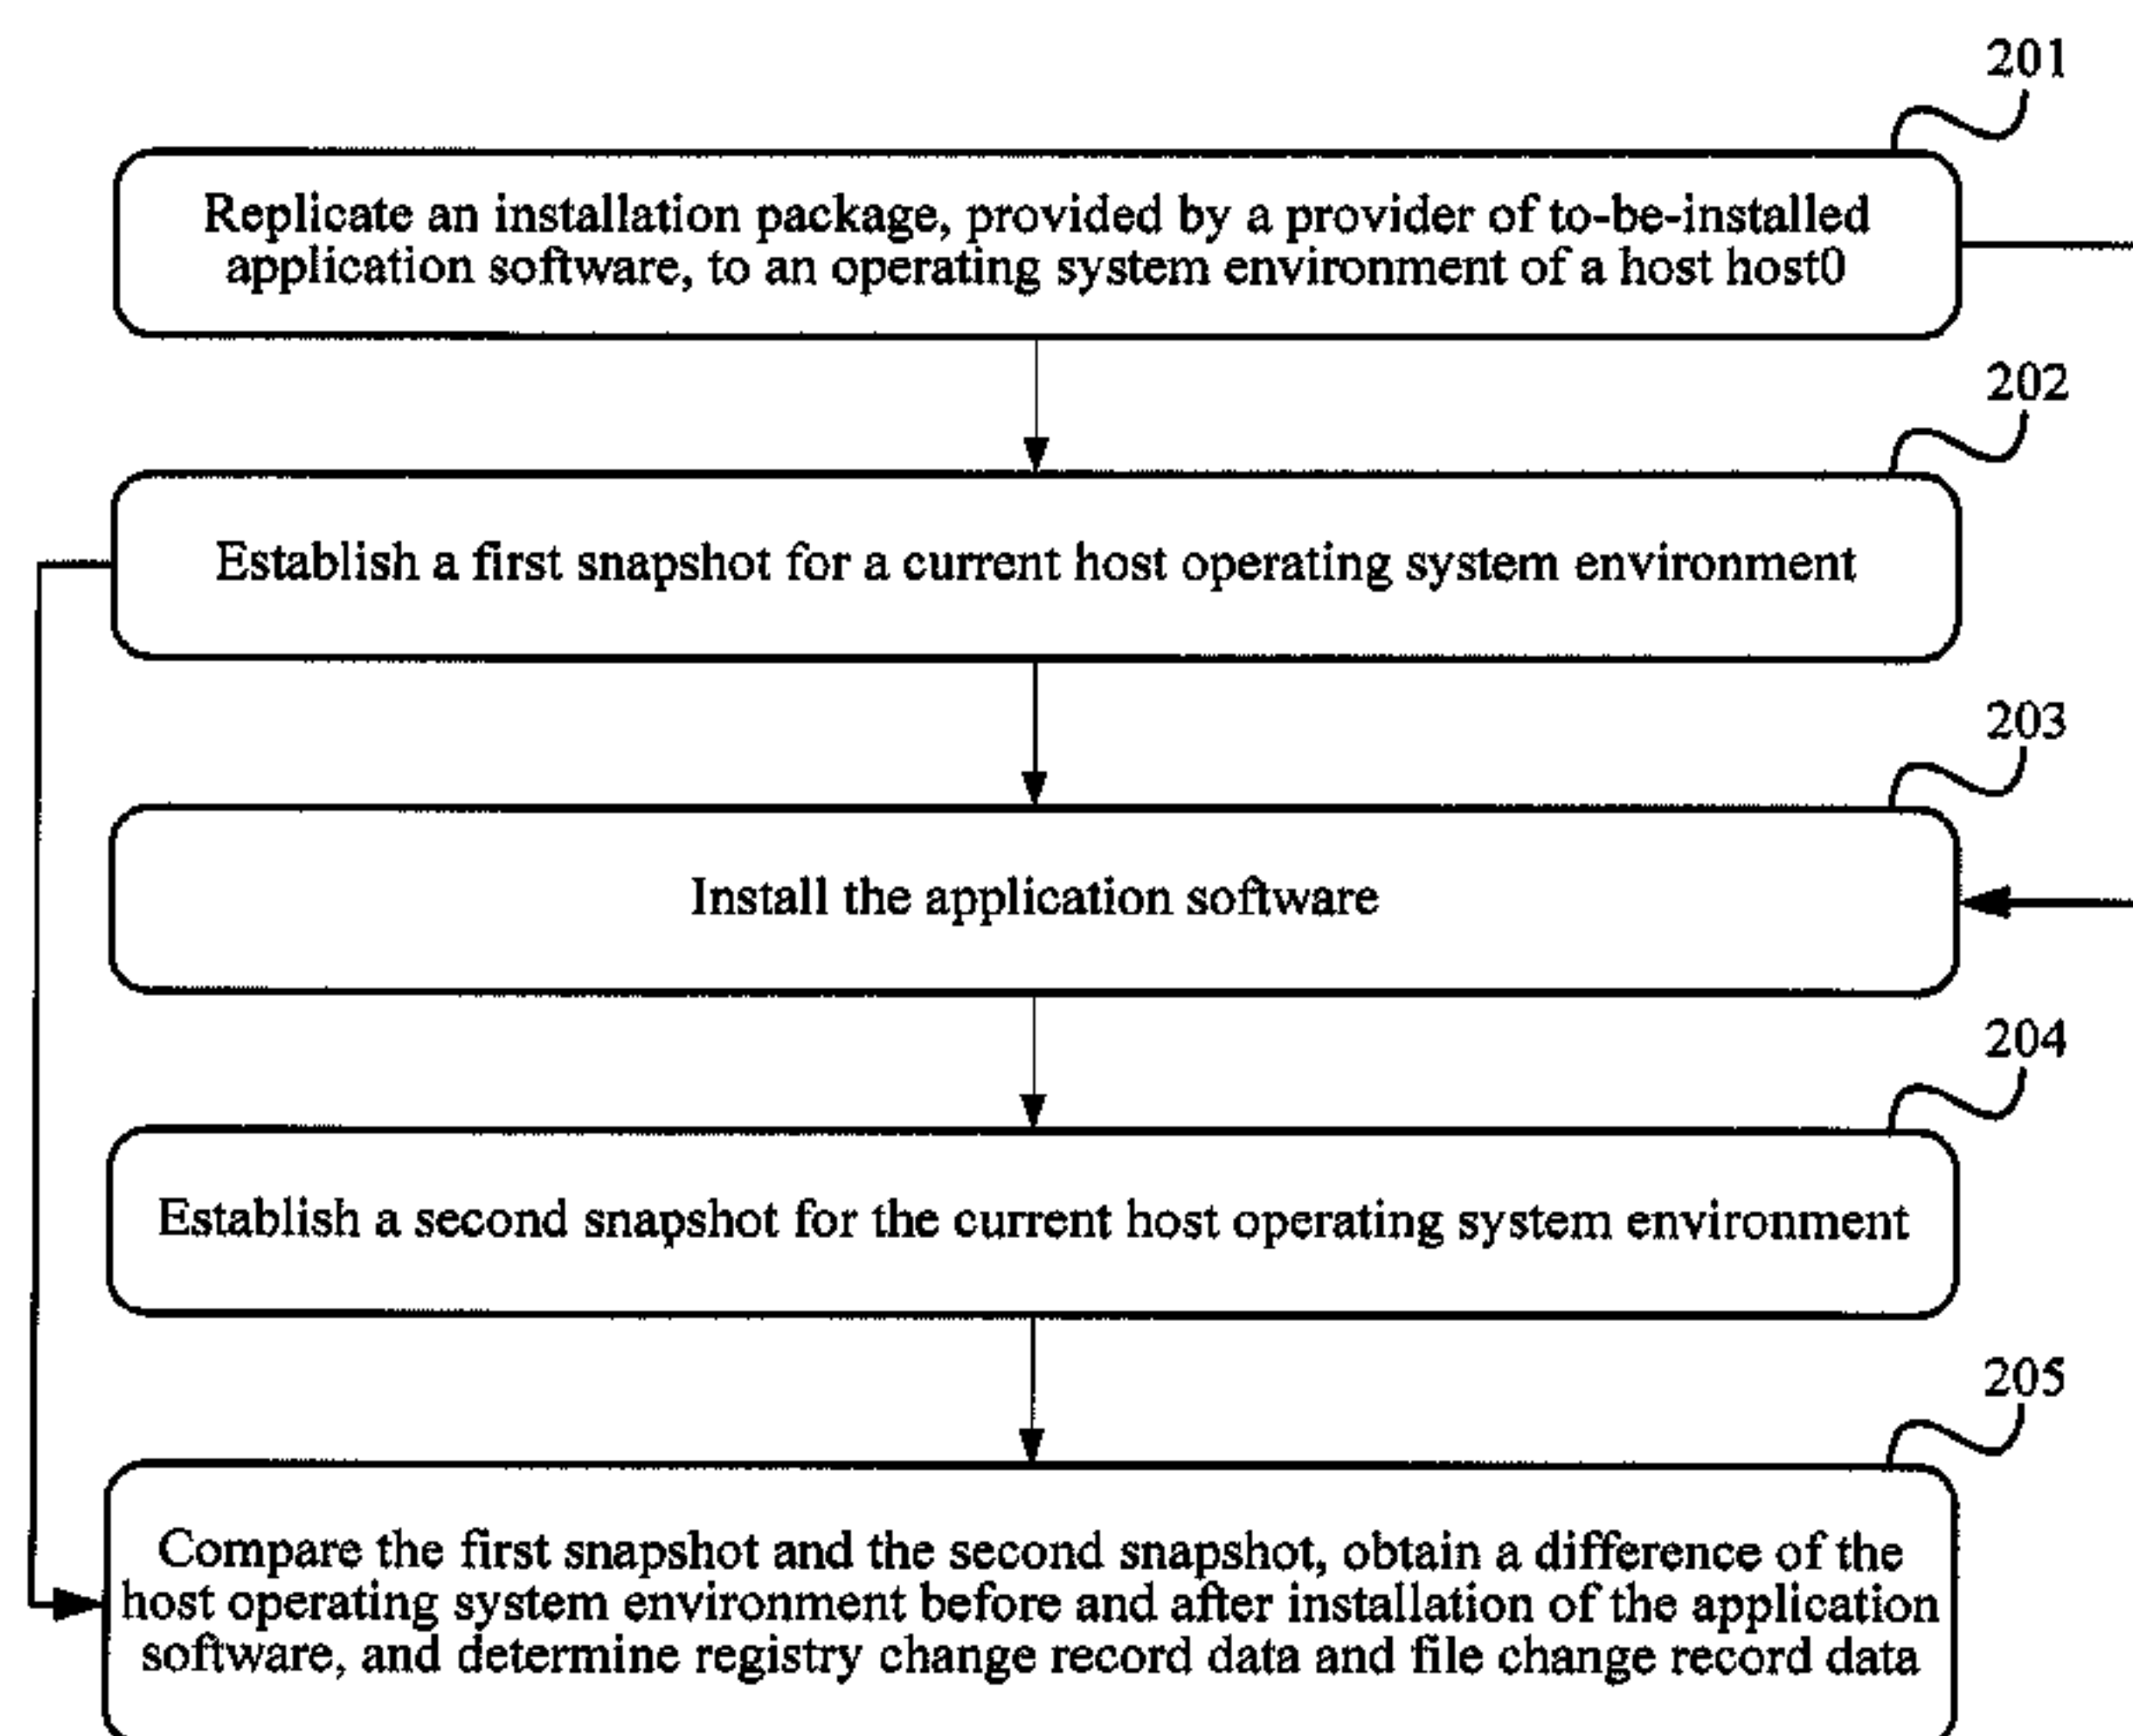 201
Replicate an installation package, provided by a provider of to-be-installed
application software, to an operating system environment of a host host0
202
Establish a first snapshot for a current host operating system environment
203
Install the application software
204
Establish a second snapshot for the current host operating system environment
205
Compare the first snapshot and the second snapshot, obtain a difference of the
host operating system environment before and after installation of the application
software, and determine registry change record data and file change record data